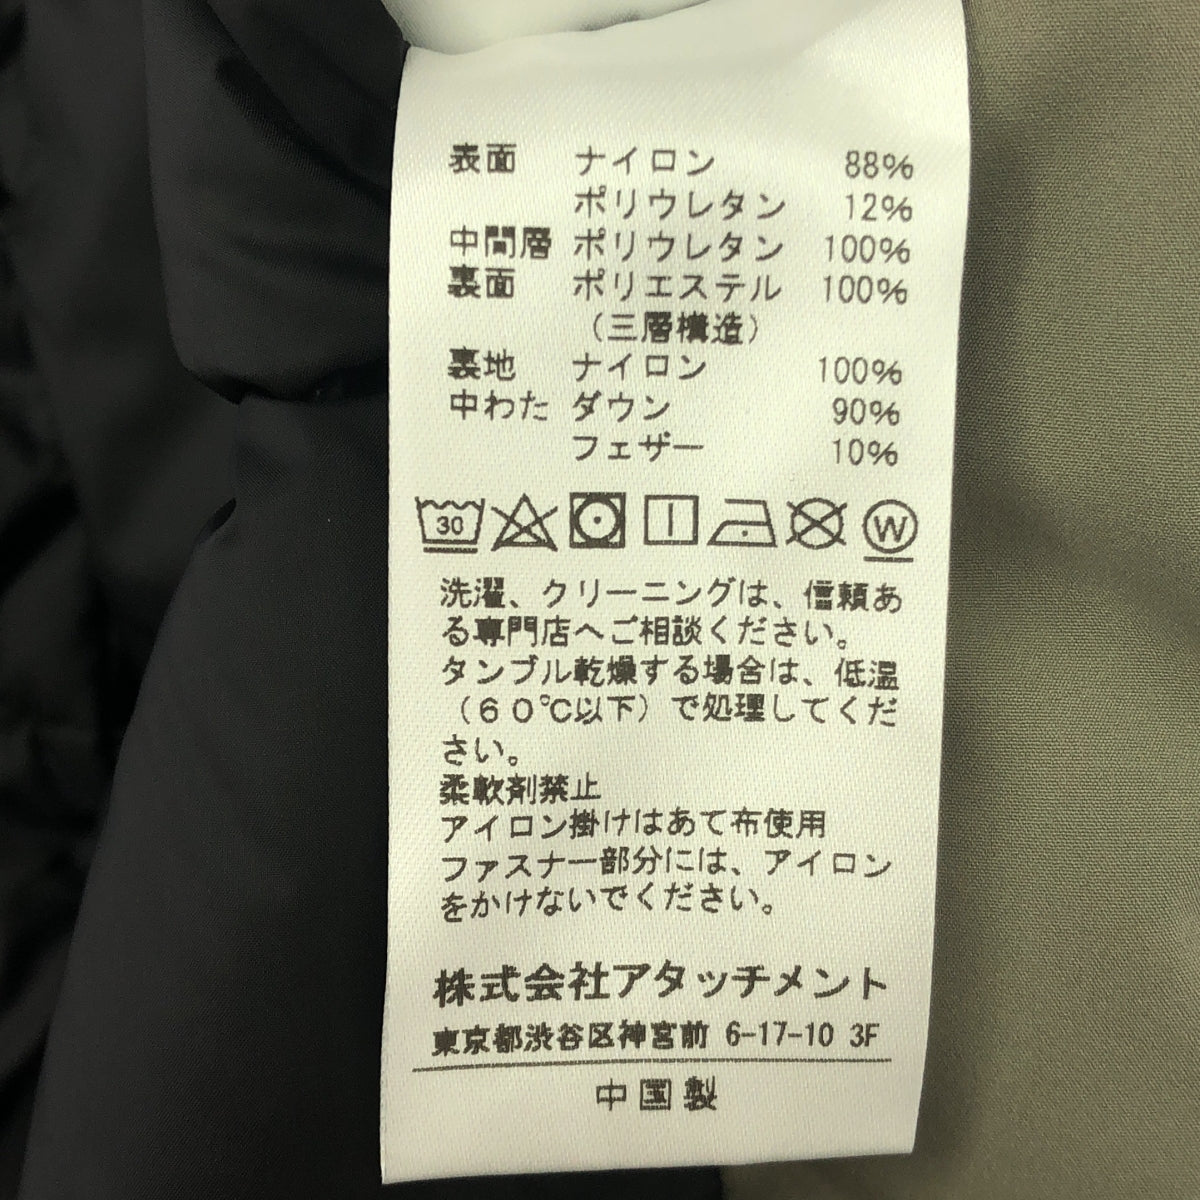 表面 ナイロン 88%
ポリウレタン 12%
中間層 ポリウレタン 100%
裏面 ポリエステル 100%
（三層構造）
裏地 ナイロン 100%
中わた ダウン 90%
フェザー 10%
30 W
洗濯、クリーニングは、信頼あ
る専門店へご相談ください。
タンブル乾燥する場合は、低温
（６０℃以下）で処理してくだ
さい。
柔軟剤禁止
アイロン掛けはあて布使用
ファスナー部分には、アイロン
をかけないでください。
株式会社アタッチメント
東京都渋谷区神宮前 6-17-10 3F
中国製